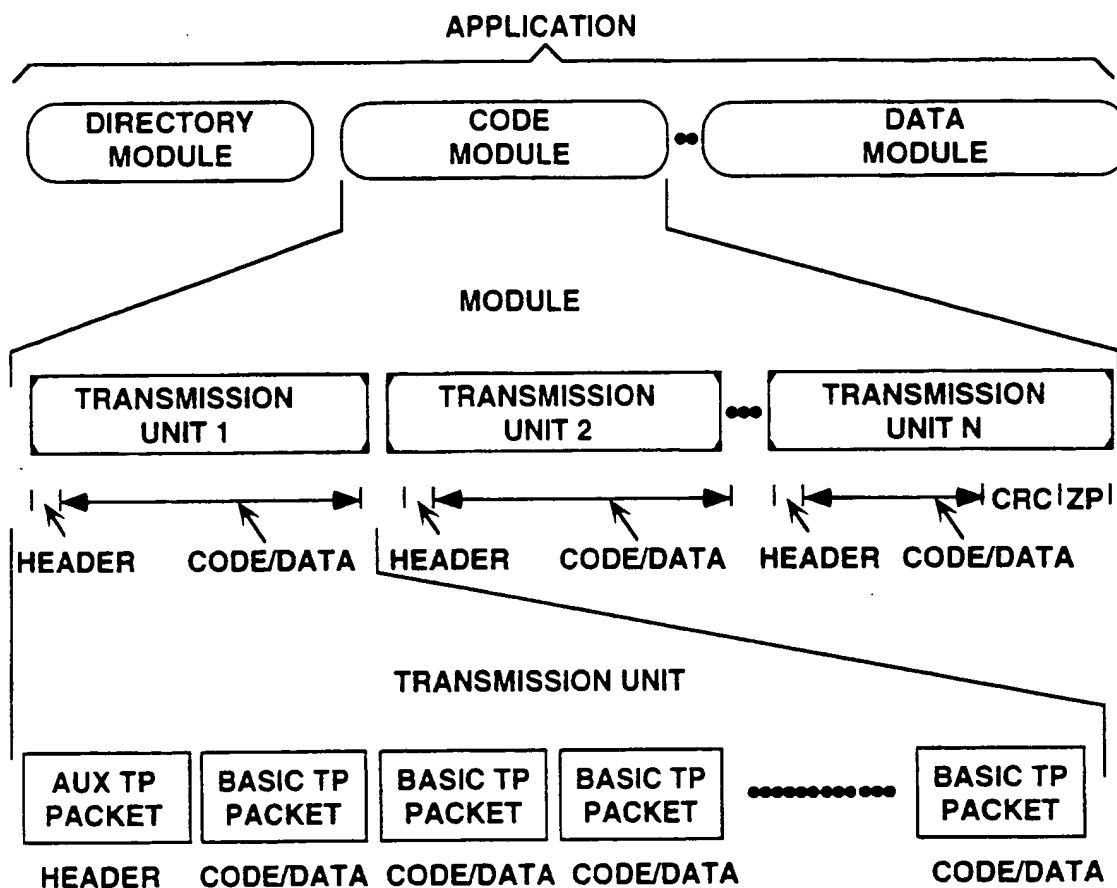 APPLICATION
DIRECTORY
MODULE
CODE
MODULE
DATA
MODULE
MODULE
TRANSMISSION
UNIT 1
TRANSMISSION
UNIT 2
TRANSMISSION
UNIT N
CRC ZP
HEADER CODE/DATA HEADER CODE/DATA HEADER CODE/DATA
TRANSMISSION UNIT
AUX TP
PACKET
BASIC TP
PACKET
BASIC TP
PACKET
BASIC TP
PACKET
BASIC TP
PACKET
HEADER CODE/DATA CODE/DATA CODE/DATA CODE/DATA